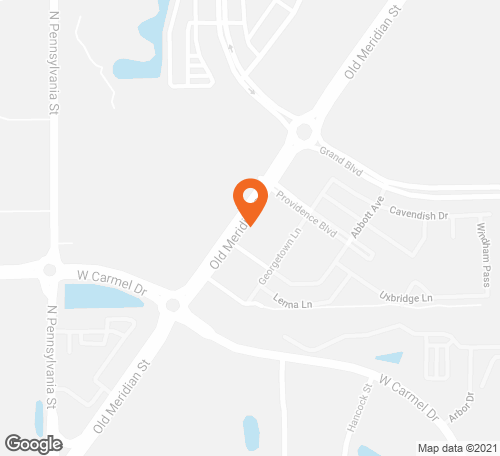 N Pennsylvania St
Old Meridian St
Grand Blvd
Providence Blvd
Abbott Ave
Cavendish Dr
Windham Pass
Old Meridi
Georgetown Ln
W Carmel Dr
Lenna Ln
Uxbridge Ln
N Pennsylvania St
Old Meridian St
W Carmel Dr
Hancock St
Arbor Dr
Google
Map data ©2021